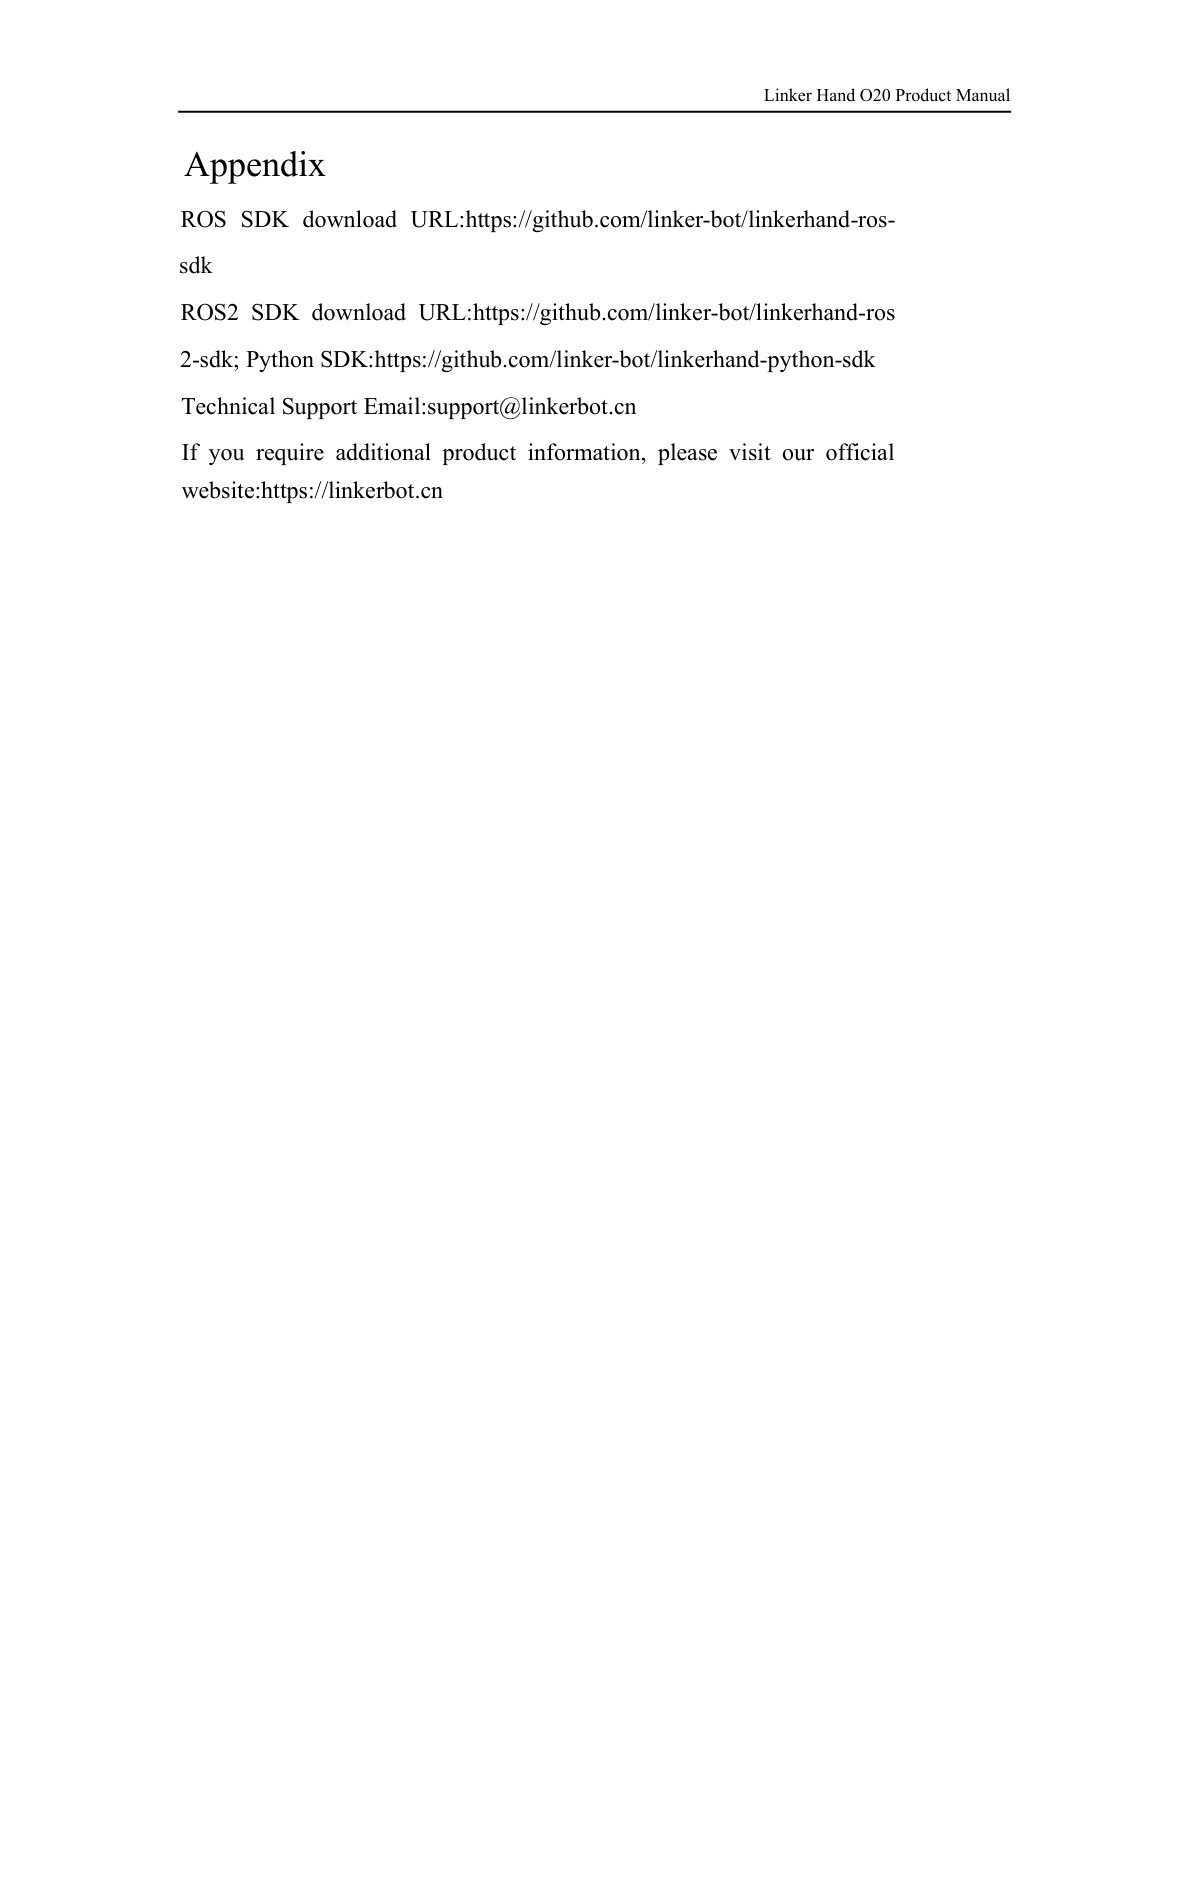 Linker Hand O20 Product Manual
Appendix
ROS SDK download URL:https://github.com/linker-bot/linkerhand-ros-
sdk
ROS2 SDK download URL:https://github.com/linker-bot/linkerhand-ros
2-sdk; Python SDK:https://github.com/linker-bot/linkerhand-python-sdk
Technical Support Email:support@linkerbot.cn
If you require additional product information, please visit our official
website:https://linkerbot.cn